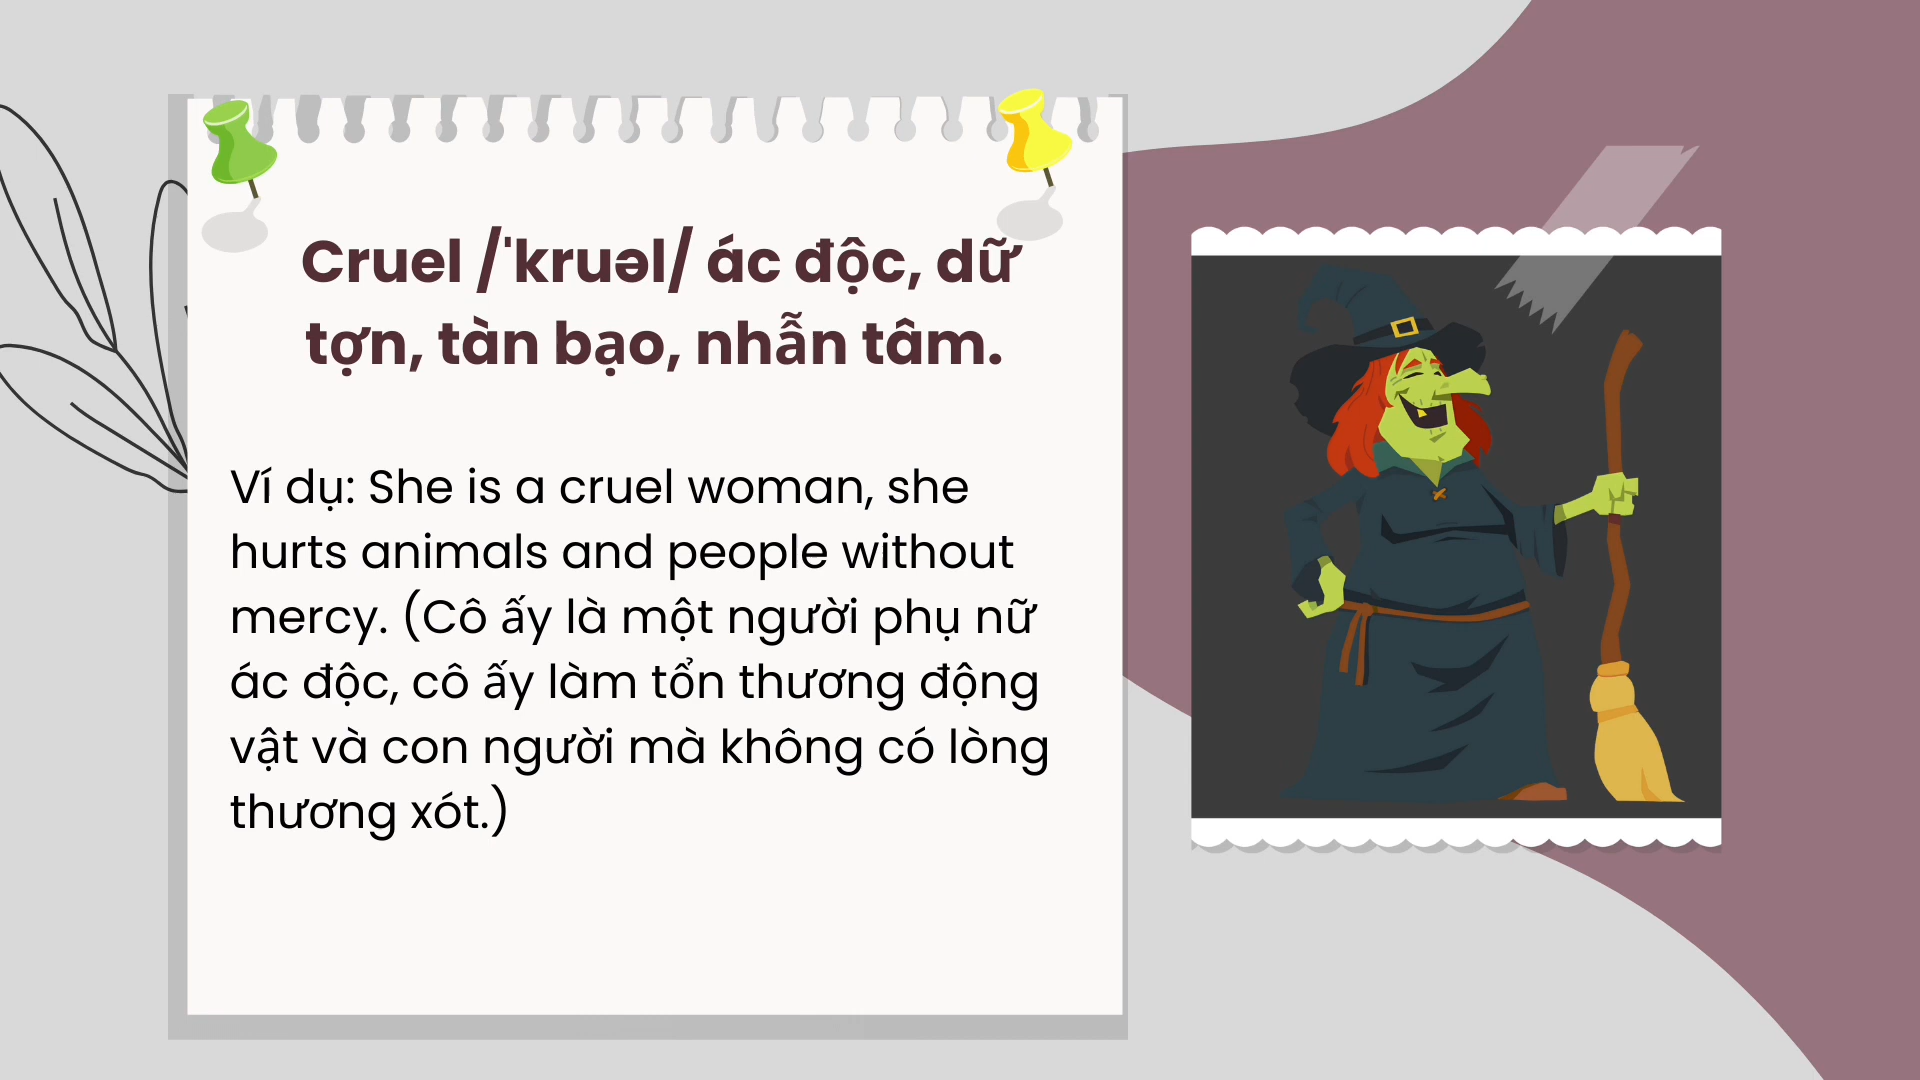 Cruel /ˈkruəl/ ác độc, dữ
tợn, tàn bạo, nhẫn tâm.
Ví dụ: She is a cruel woman, she
hurts animals and people without
mercy. (Cô ấy là một người phụ nữ
ác độc, cô ấy làm tổn thương động
vật và con người mà không có lòng
thương xót.)